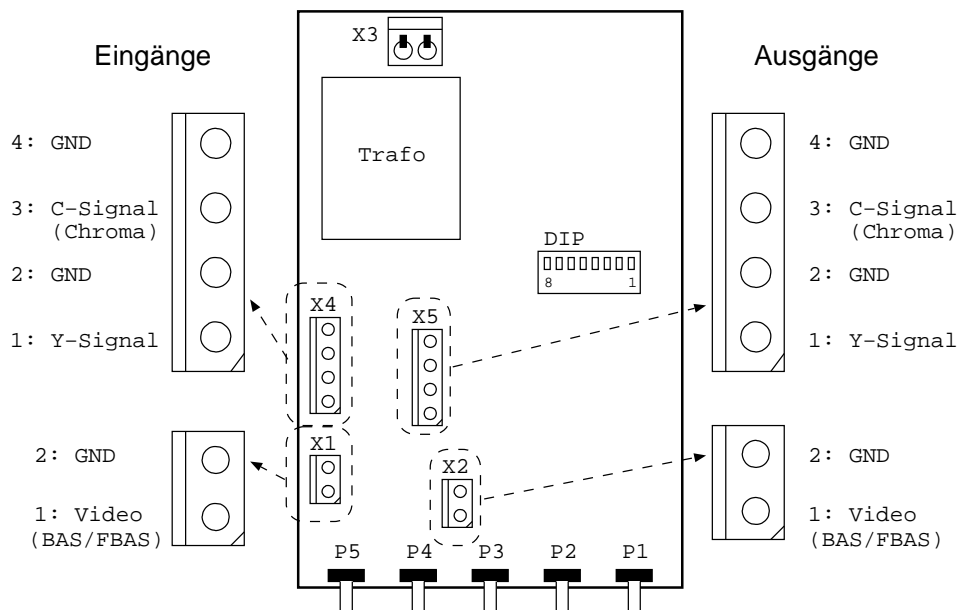 X3
Eingänge
Ausgänge
4: GND
3: C-Signal
(Chroma)
2: GND
1: Y-Signal
2: GND
1: Video
(BAS/FBAS)
Trafo
DIP
8 1
X4
X5
X1
X2
P5 P4 P3 P2 P1
4: GND
3: C-Signal
(Chroma)
2: GND
1: Y-Signal
2: GND
1: Video
(BAS/FBAS)